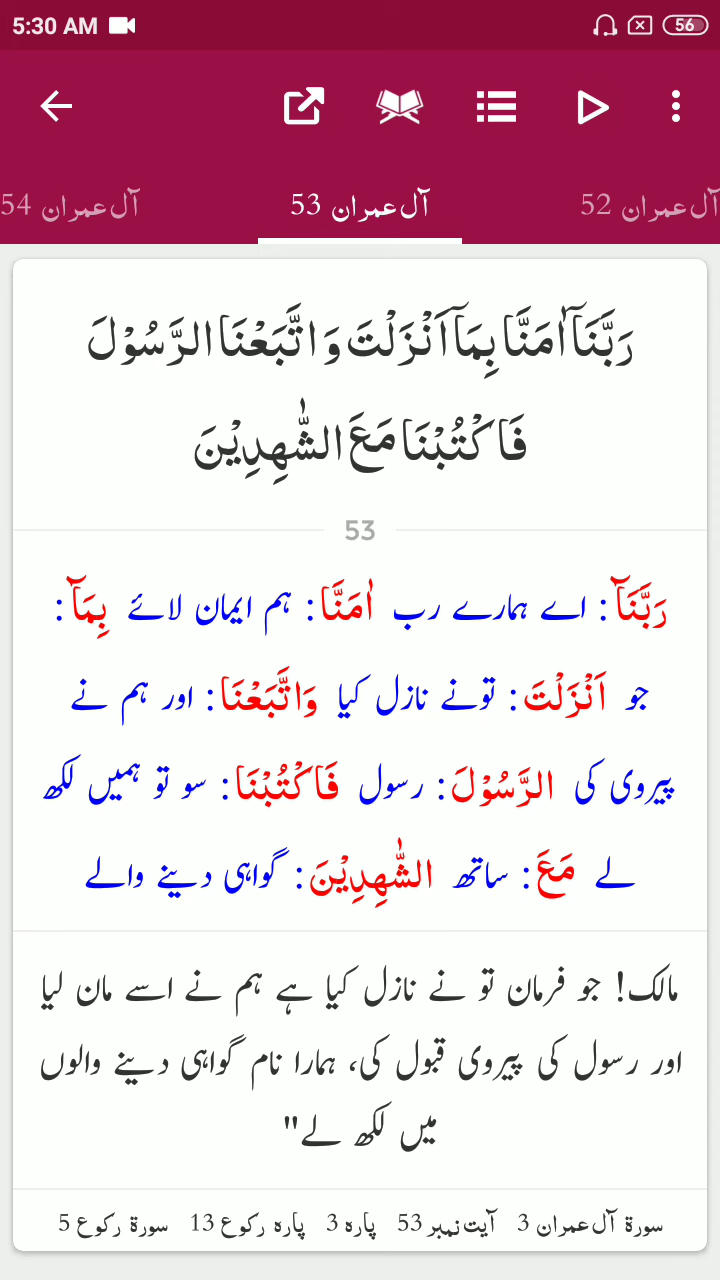 5:30 AM 56
آل عمران 52 آل عمران 53 آل عمران 54
رَبَّنَاۤ اٰمَنَّا بِمَاۤ اَنْزَلْتَ وَ اتَّبَعْنَا الرَّسُوْلَ
فَاكْتُبْنَا مَعَ الشّٰهِدِیْنَ
53
رَبَّنَاۤ: اے ہمارے رب اٰمَنَّا: ہم ایمان لائے بِمَاۤ:
جو اَنْزَلْتَ: تونے نازل کیا وَاتَّبَعْنَا: اور ہم نے
پیروی کی الرَّسُوْلَ: رسول فَاكْتُبْنَا: سو تو ہمیں لکھ
لے مَعَ: ساتھ الشّٰهِدِيْنَ: گواہی دینے والے
مالک! جو فرمان تو نے نازل کیا ہے ہم نے اسے مان لیا
اور رسول کی پیروی قبول کی، ہمارا نام گواہی دینے والوں
میں لکھ لے"
سورۃ آل عمران 3 آیت نمبر 53 پارہ 3 پارہ رکوع 13 سورۃ رکوع 5